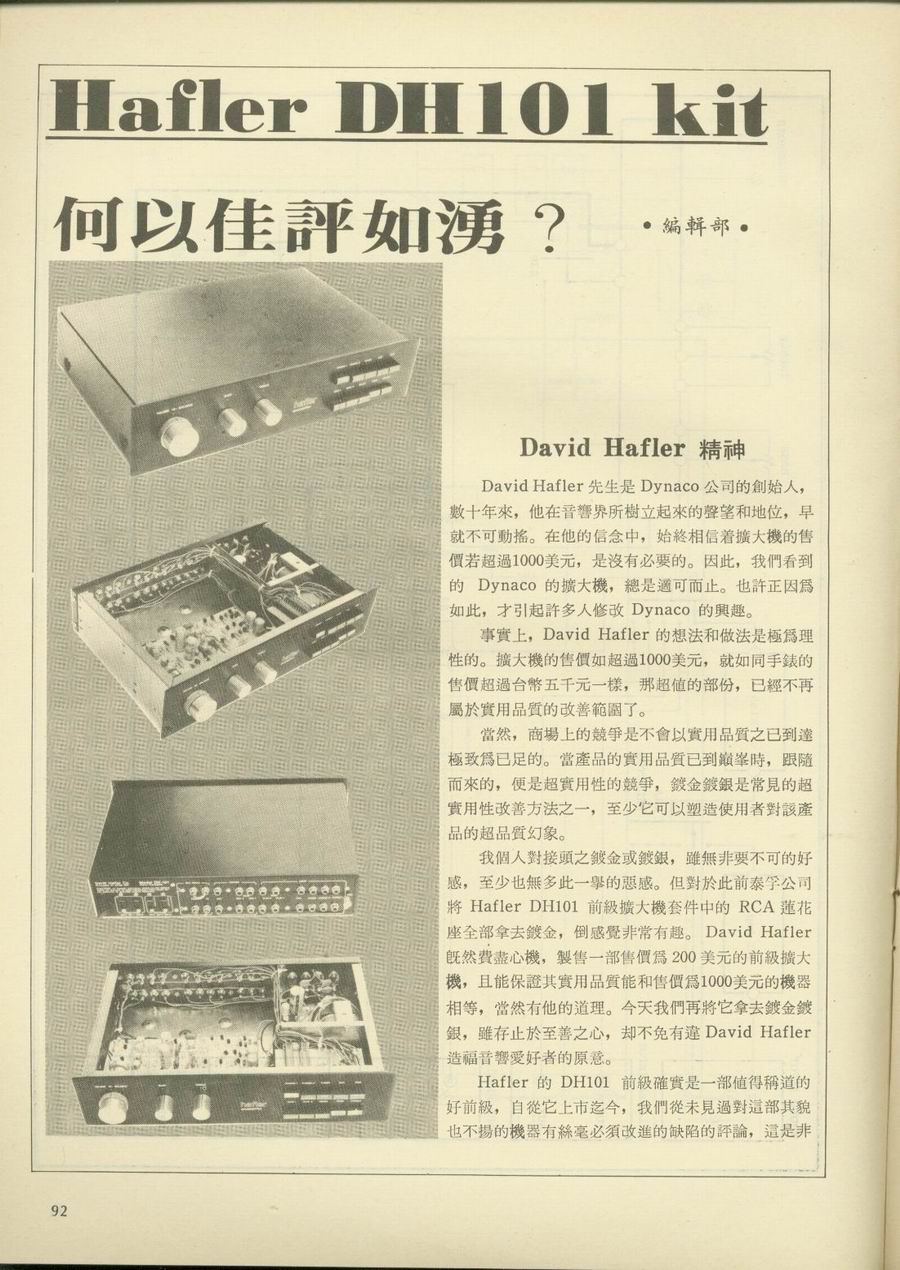 Hafler DH101 kit
何以佳評如湧？
•編輯部•
David Hafler 精神
David Hafler 先生是 Dynaco 公司的創始人，
數十年來，他在音響界所樹立起來的聲望和地位，早
就不可動搖。在他的信念中，始終相信着擴大機的售
價若超過1000美元，是沒有必要的。因此，我們看到
的 Dynaco 的擴大機，總是適可而止。也許正因爲
如此，才引起許多人修改 Dynaco 的興趣。
事實上，David Hafler 的想法和做法是極爲理
性的。擴大機的售價如超過1000美元，就如同手錶的
售價超過台幣五千元一樣，那超值的部份，已經不再
屬於實用品質的改善範圍了。
當然，商場上的競爭是不會以實用品質之已到達
極致爲已足的。當產品的實用品質已到巔峯時，跟隨
而來的，便是超實用性的競爭，鍍金鍍銀是常見的超
實用性改善方法之一，至少它可以塑造使用者對該產
品的超品質幻象。
我個人對接頭之鍍金或鍍銀，雖無非要不可的好
感，至少也無多此一擧的惡感。但對於此前泰孚公司
將 Hafler DH101 前級擴大機套件中的 RCA 蓮花
座全部拿去鍍金，倒感覺非常有趣。David Hafler
旣然費盡心機，製售一部售價爲 200 美元的前級擴大
機，且能保證其實用品質能和售價爲1000美元的機器
相等，當然有他的道理。今天我們再將它拿去鍍金鍍
銀，雖存止於至善之心，却不免有違 David Hafler
造福音響愛好者的原意。
Hafler 的 DH101 前級確實是一部値得稱道的
好前級，自從它上市迄今，我們從未見過對這部其貌
也不揚的機器有絲毫必須改進的缺陷的評論，這是非
92